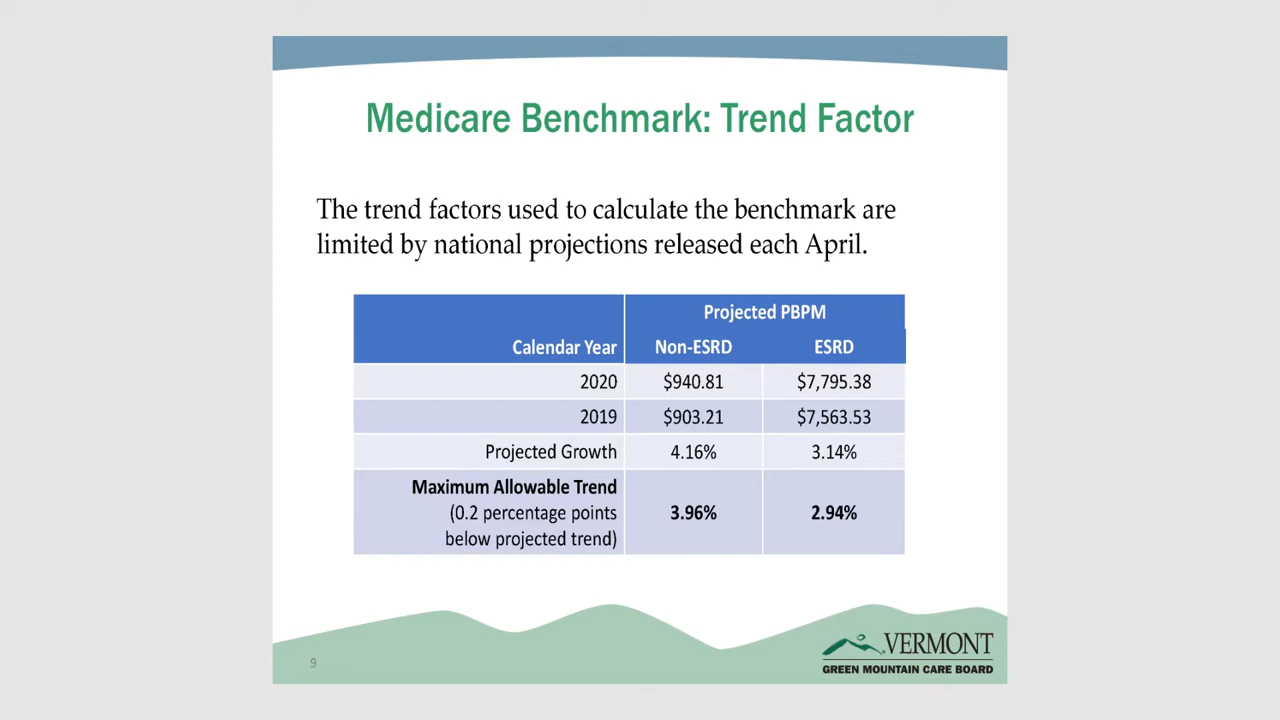 Medicare Benchmark: Trend Factor
The trend factors used to calculate the benchmark are
limited by national projections released each April.
Projected PBPM
Calendar Year Non-ESRD ESRD
2020 $940.81 $7,795.38
2019 $903.21 $7,563.53
Projected Growth 4.16% 3.14%
Maximum Allowable Trend
(0.2 percentage points 3.96% 2.94%
below projected trend)
VERMONT
9 GREEN MOUNTAIN CARE BOARD